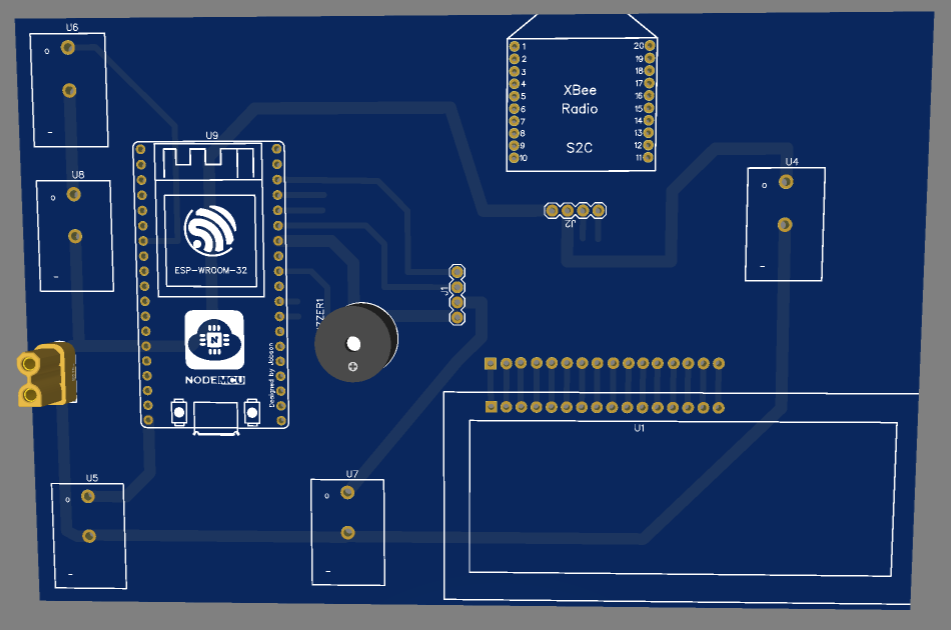 U6
o
-
U8
o
-
U9
ESP-WROOM-32
N
NODEMCU
Designed by Jobson
ZZER1
J1
J2
1 20
2 19
3 18
4 17
5 16
6 15
7 14
8 13
9 12
10 11
XBee
Radio
S2C
U4
o
-
U1
U5
o
-
U7
o
-